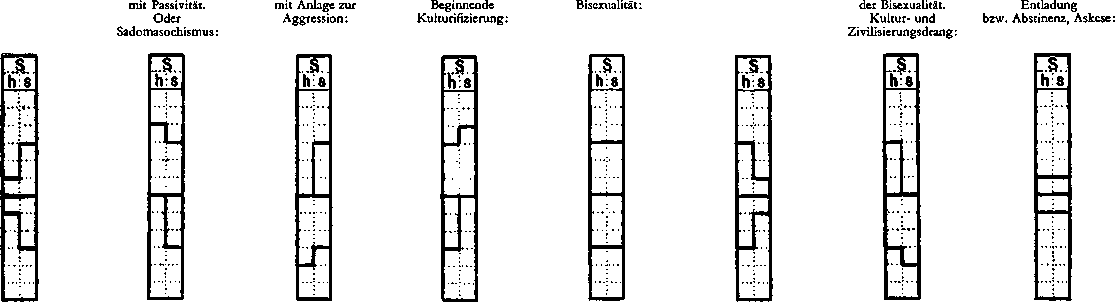 mit Passivität.
Oder
Sadomasochismus:
mit Anlage zur
Aggression:
Beginnende
Kulturifizierung:
Bisexualität:
der Bisexualität.
Kultur- und
Zivilisierungsdrang:
Entladung
bzw. Abstinenz, Askese:
S
h s
S
h s
S
h s
S
h s
S
h s
S
h s
S
h s
S
h s